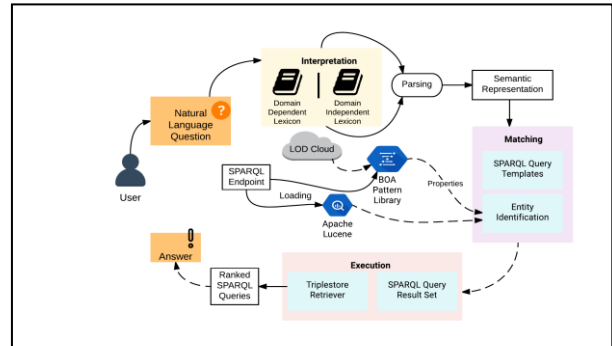 Interpretation
Domain
Dependent
Lexicon
Domain
Independent
Lexicon
Parsing
Semantic
Representation
Natural
Language
Question
?
User
LOD Cloud
SPARQL
Endpoint
Loading
BOA
Pattern
Library
Apache
Lucene
Properties
Matching
SPARQL Query
Templates
Entity
Identification
Execution
Triplestore
Retriever
SPARQL Query
Result Set
Ranked
SPARQL
Queries
!
Answer